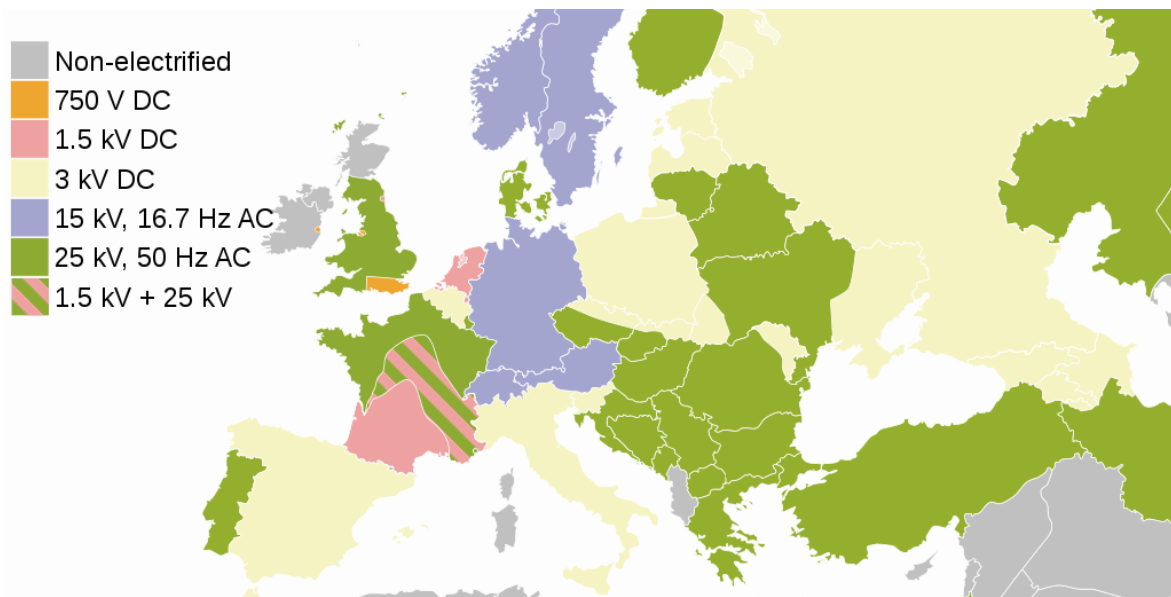 Non-electrified
750 V DC
1.5 kV DC
3 kV DC
15 kV, 16.7 Hz AC
25 kV, 50 Hz AC
1.5 kV + 25 kV